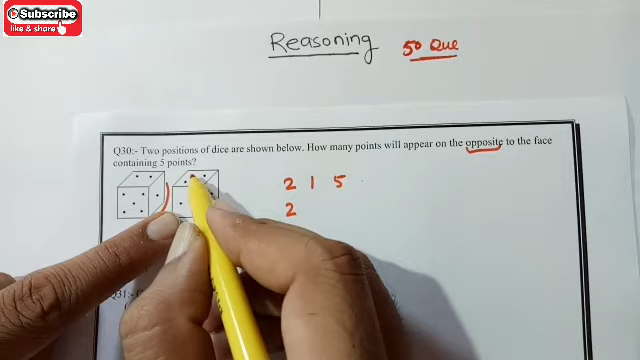 Subscribe
like & share
Reasoning
50 Que
Q30:- Two positions of dice are shown below. How many points will appear on the opposite to the face
containing 5 points?
2 1 5
2
Q31:-